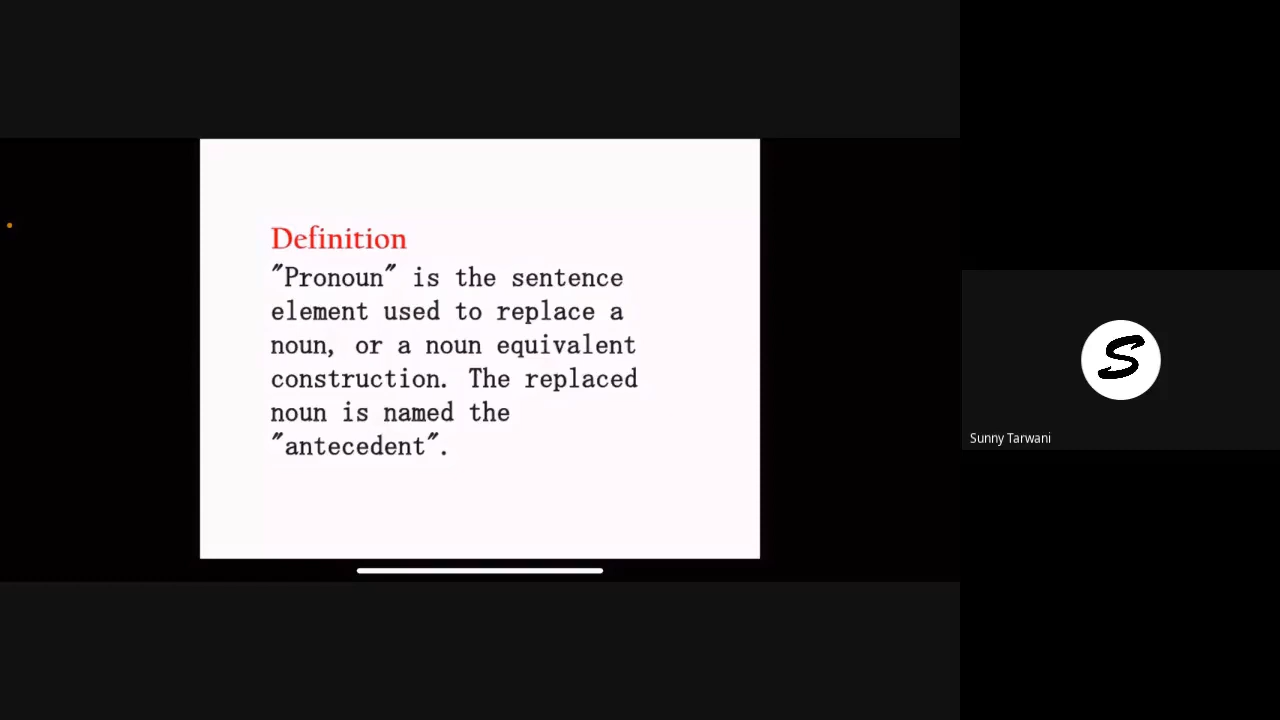 Definition
"Pronoun" is the sentence
element used to replace a
noun, or a noun equivalent
construction. The replaced
noun is named the
"antecedent".
S
Sunny Tarwani